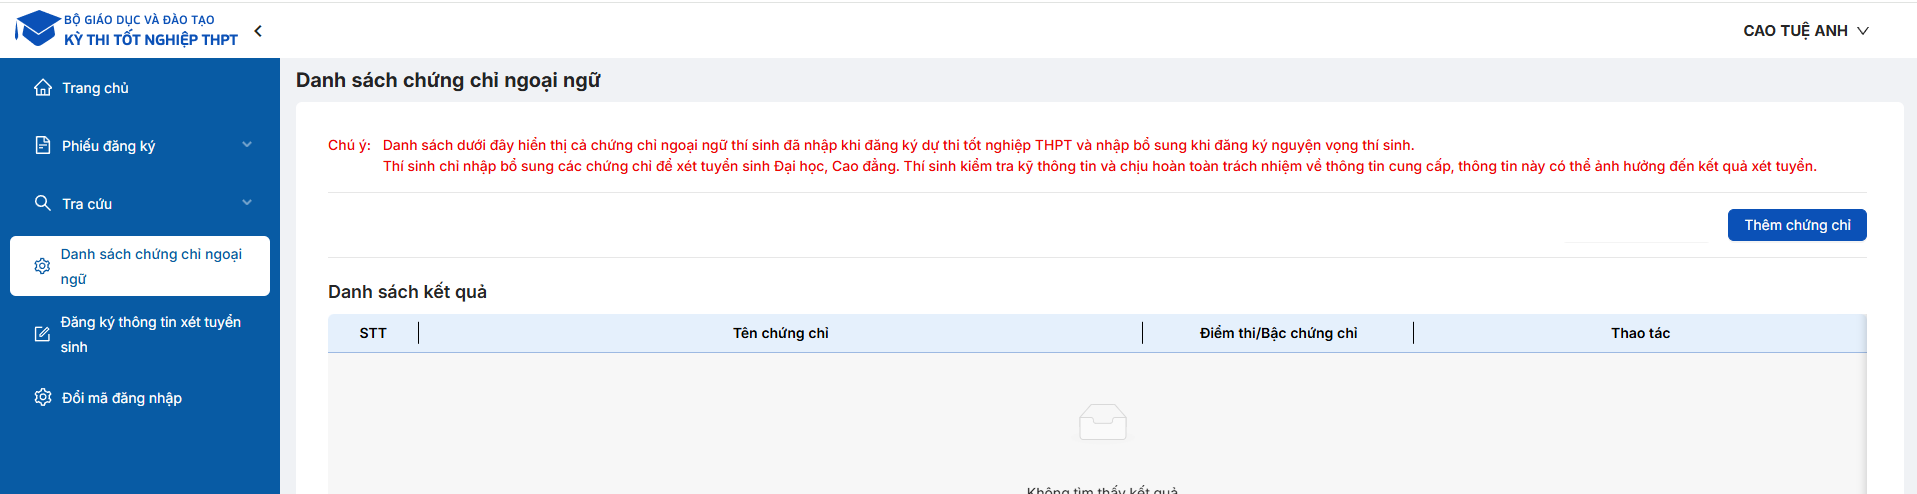 BỘ GIÁO DỤC VÀ ĐÀO TẠO
KỲ THI TỐT NGHIỆP THPT
CAO TUỆ ANH
Trang chủ
Phiếu đăng ký
Tra cứu
Danh sách chứng chỉ ngoại
ngữ
Đăng ký thông tin xét tuyển
sinh
Đổi mã đăng nhập
Danh sách chứng chỉ ngoại ngữ
Chú ý: Danh sách dưới đây hiển thị cả chứng chỉ ngoại ngữ thí sinh đã nhập khi đăng ký dự thi tốt nghiệp THPT và nhập bổ sung khi đăng ký nguyện vọng thí sinh.
Thí sinh chỉ nhập bổ sung các chứng chỉ để xét tuyển sinh Đại học, Cao đẳng. Thí sinh kiểm tra kỹ thông tin và chịu hoàn toàn trách nhiệm về thông tin cung cấp, thông tin này có thể ảnh hưởng đến kết quả xét tuyển.
Thêm chứng chỉ
Danh sách kết quả
STT Tên chứng chỉ Điểm thi/Bậc chứng chỉ Thao tác
Không tìm thấy kết quả